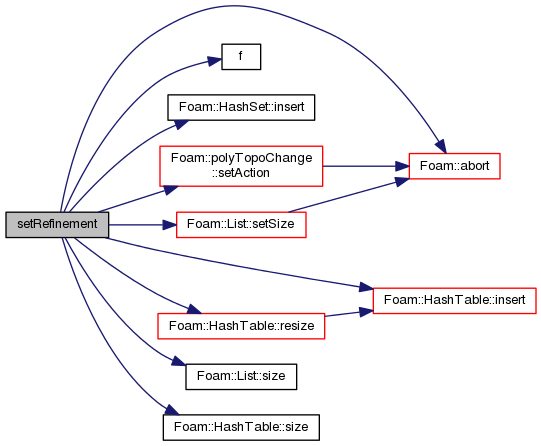 f
Foam::HashSet::insert
Foam::polyTopoChange
::setAction
Foam::abort
setRefinement
Foam::List::setSize
Foam::HashTable::insert
Foam::HashTable::resize
Foam::List::size
Foam::HashTable::size